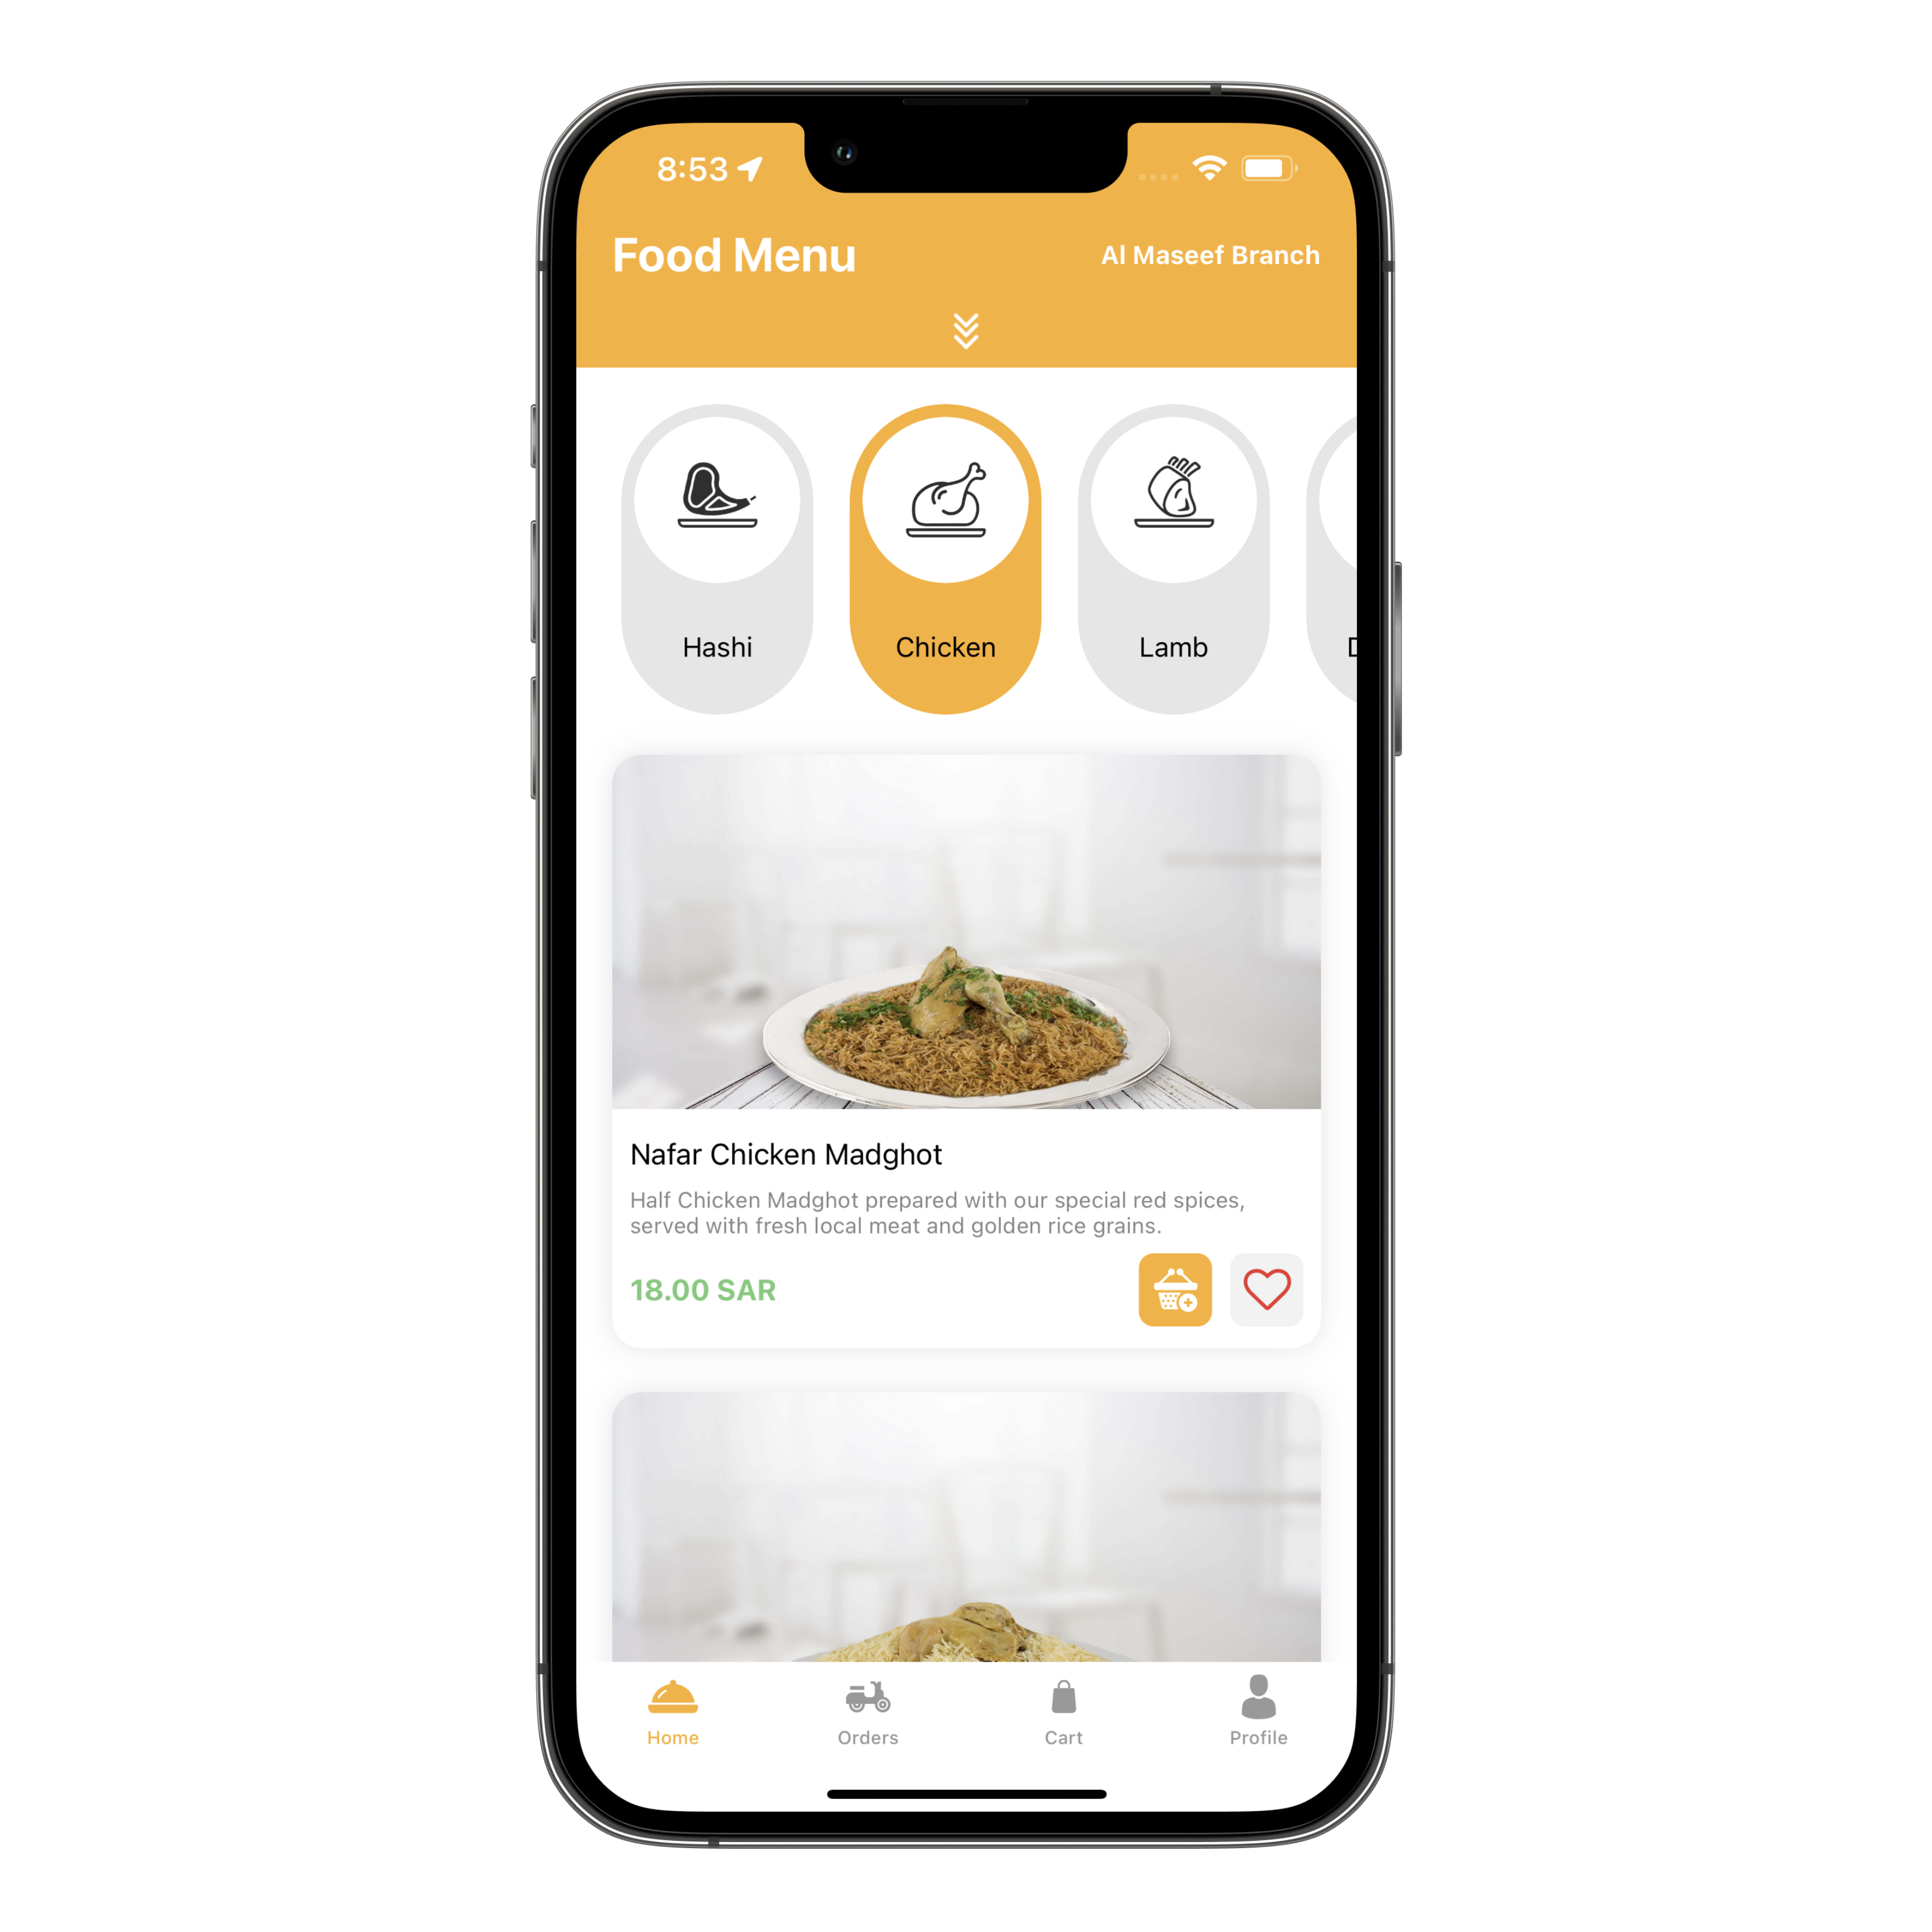 8:53
Food Menu
Al Maseef Branch
Hashi
Chicken
Lamb
Nafar Chicken Madghot
Half Chicken Madghot prepared with our special red spices,
served with fresh local meat and golden rice grains.
18.00 SAR
Home
Orders
Cart
Profile